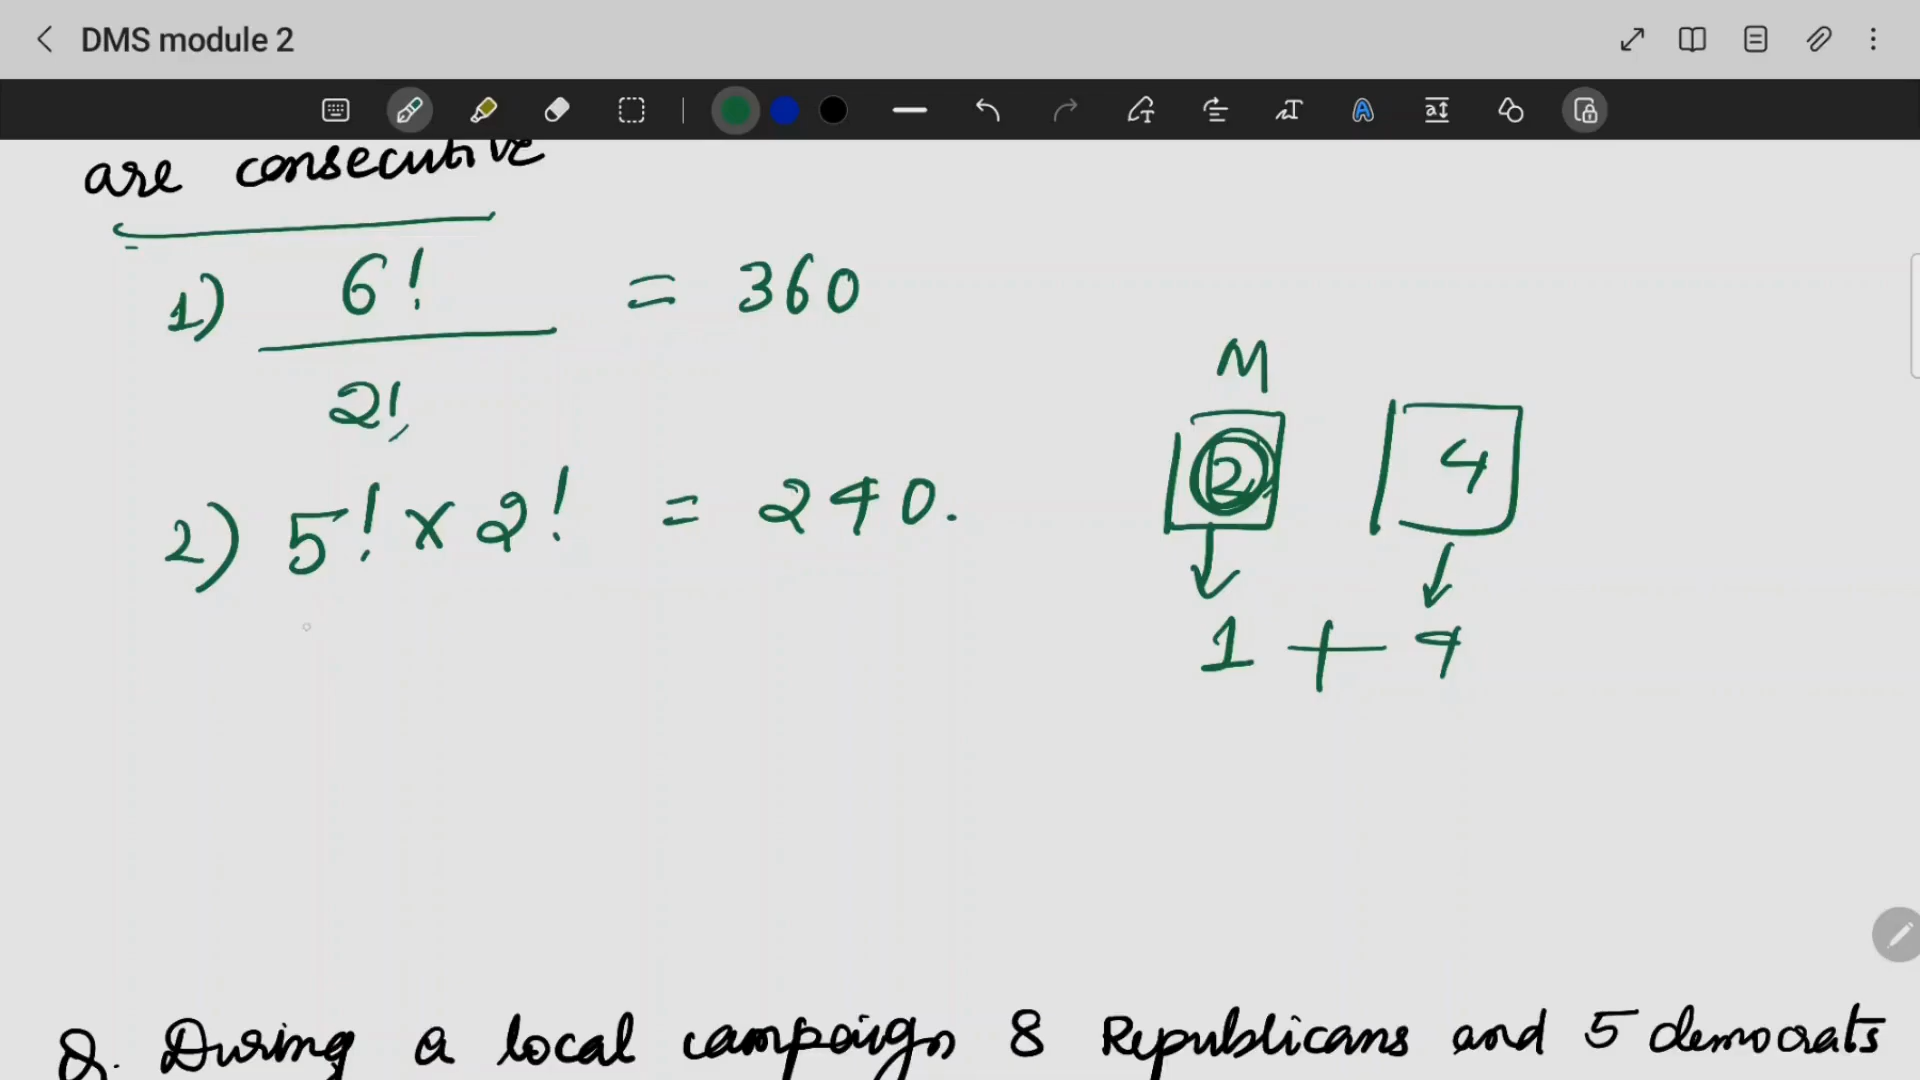 DMS module 2
are consecutive
1) 6! / 2! = 360
M
2 4
2) 5! x 2! = 240.
1 + 4
Q. During a local campaign 8 Republicans and 5 democrats